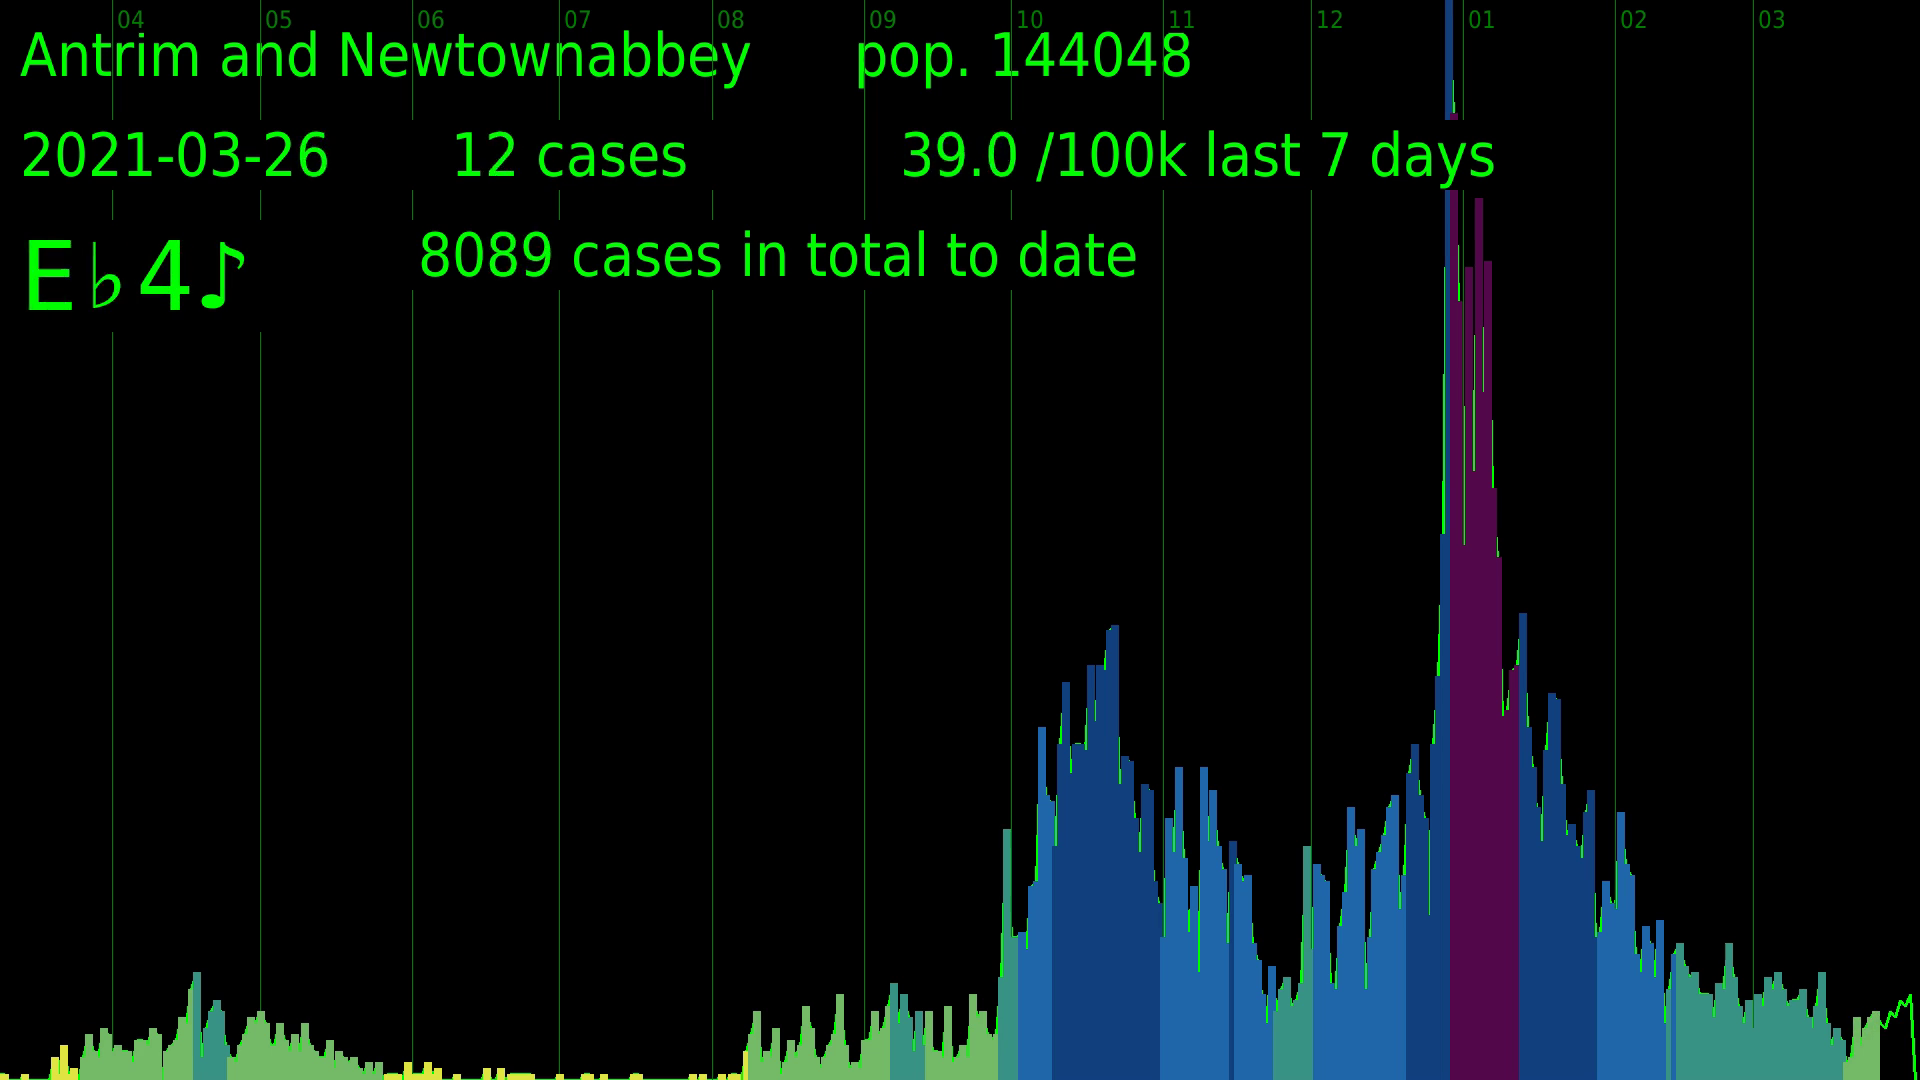 04 05 06 07 08 09 10 11 12 01 02 03
Antrim and Newtownabbey pop. 144048
2021-03-26 12 cases 39.0 /100k last 7 days
E♭4♪ 8089 cases in total to date